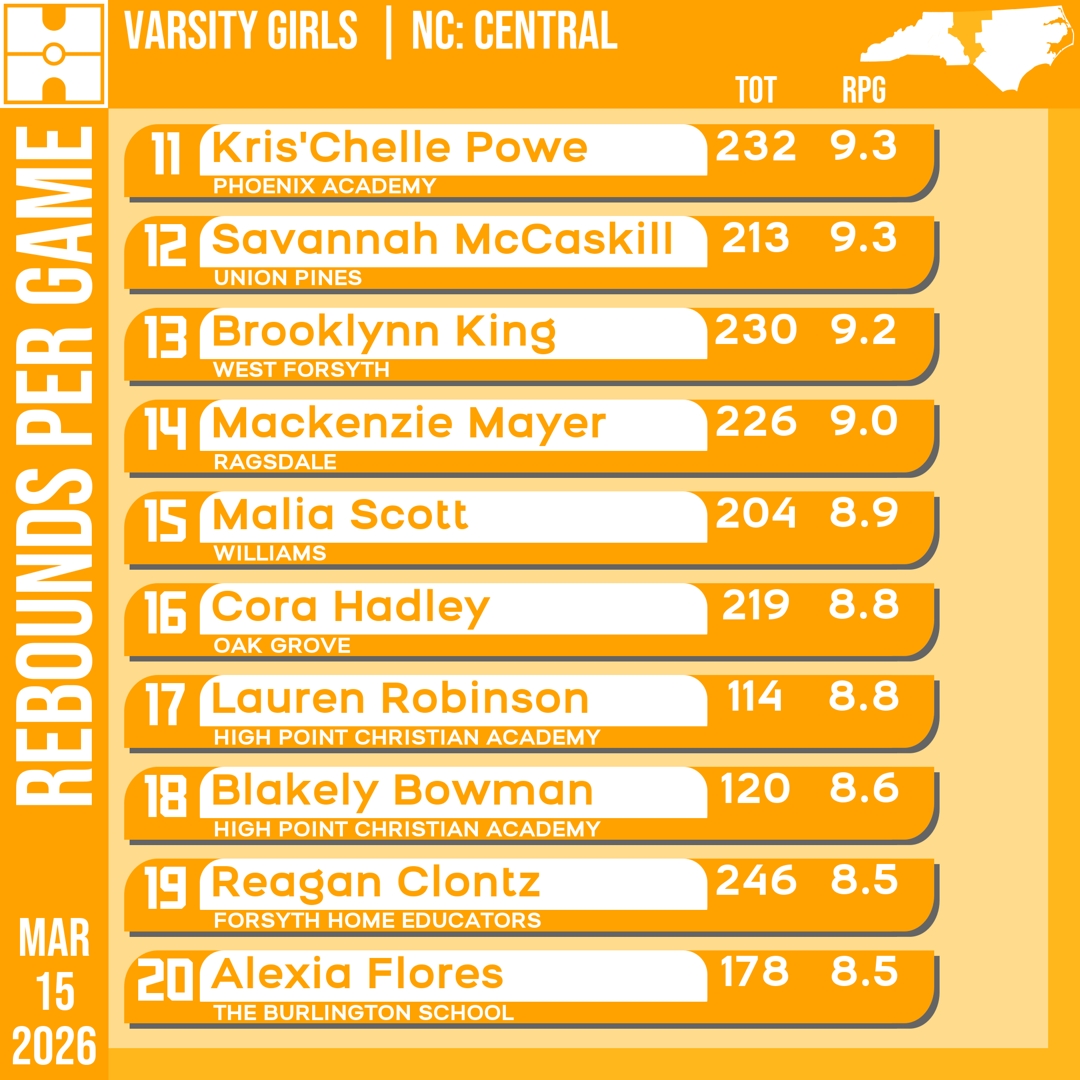 VARSITY GIRLS | NC: CENTRAL
TOT RPG
REBOUNDS PER GAME
11 Kris'Chelle Powe 232 9.3
PHOENIX ACADEMY
12 Savannah McCaskill 213 9.3
UNION PINES
13 Brooklynn King 230 9.2
WEST FORSYTH
14 Mackenzie Mayer 226 9.0
RAGSDALE
15 Malia Scott 204 8.9
WILLIAMS
16 Cora Hadley 219 8.8
OAK GROVE
17 Lauren Robinson 114 8.8
HIGH POINT CHRISTIAN ACADEMY
18 Blakely Bowman 120 8.6
HIGH POINT CHRISTIAN ACADEMY
19 Reagan Clontz 246 8.5
FORSYTH HOME EDUCATORS
20 Alexia Flores 178 8.5
THE BURLINGTON SCHOOL
MAR
15
2026